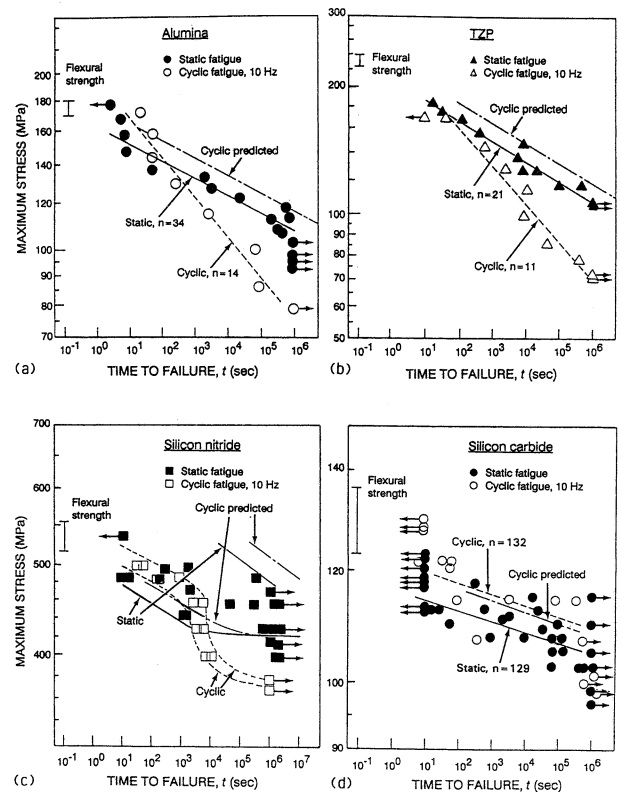 Alumina
Flexural
strength
Static fatigue
Cyclic fatigue, 10 Hz
Cyclic predicted
Static, n=34
Cyclic, n=14
MAXIMUM STRESS (MPa)
200
180
160
140
120
100
90
80
70
10⁻¹ 10⁰ 10¹ 10² 10³ 10⁴ 10⁵ 10⁶
(a) TIME TO FAILURE, t (sec)
TZP
Flexural
strength
Static fatigue
Cyclic fatigue, 10 Hz
Cyclic predicted
Static, n=21
Cyclic, n=11
300
200
100
90
80
70
60
50
10⁻¹ 10⁰ 10¹ 10² 10³ 10⁴ 10⁵ 10⁶
(b) TIME TO FAILURE, t (sec)
Silicon nitride
Static fatigue
Cyclic fatigue, 10 Hz
Flexural
strength
Cyclic predicted
Static
Cyclic
MAXIMUM STRESS (MPa)
700
600
500
400
10⁻¹ 10⁰ 10¹ 10² 10³ 10⁴ 10⁵ 10⁶ 10⁷
(c) TIME TO FAILURE, t (sec)
Silicon carbide
Static fatigue
Cyclic fatigue, 10 Hz
Flexural
strength
Cyclic, n=132
Cyclic predicted
Static, n=129
140
130
120
110
100
90
10⁻¹ 10⁰ 10¹ 10² 10³ 10⁴ 10⁵ 10⁶
(d) TIME TO FAILURE, t (sec)